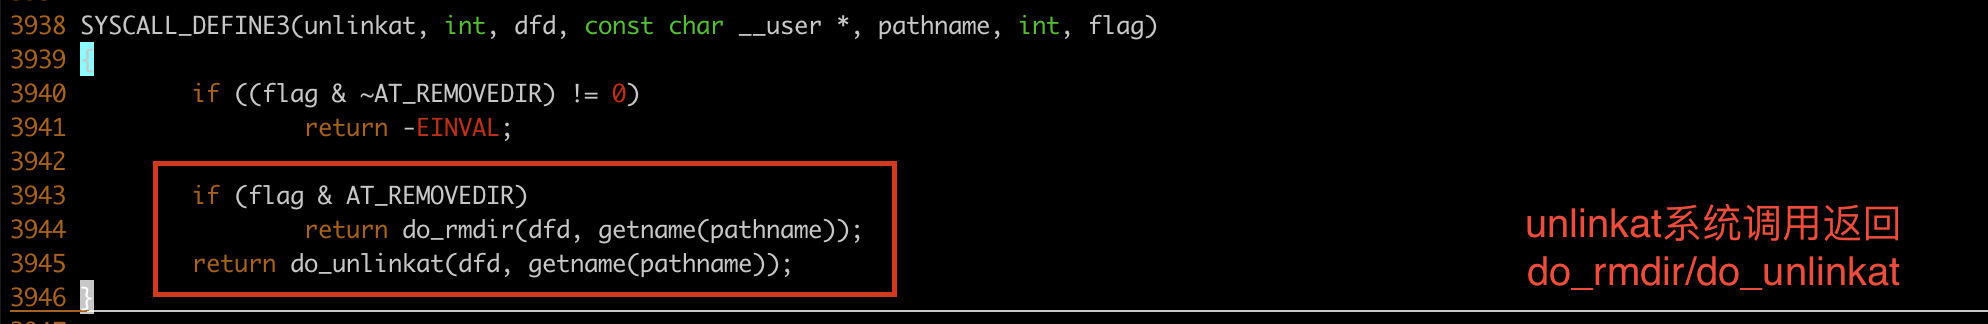 3938 SYSCALL_DEFINE3(unlinkat, int, dfd, const char __user *, pathname, int, flag)
3939 {
3940         if ((flag & ~AT_REMOVEDIR) != 0)
3941                 return -EINVAL;
3942
3943         if (flag & AT_REMOVEDIR)
3944                 return do_rmdir(dfd, getname(pathname));
3945         return do_unlinkat(dfd, getname(pathname));
3946 }
unlinkat系统调用返回
do_rmdir/do_unlinkat